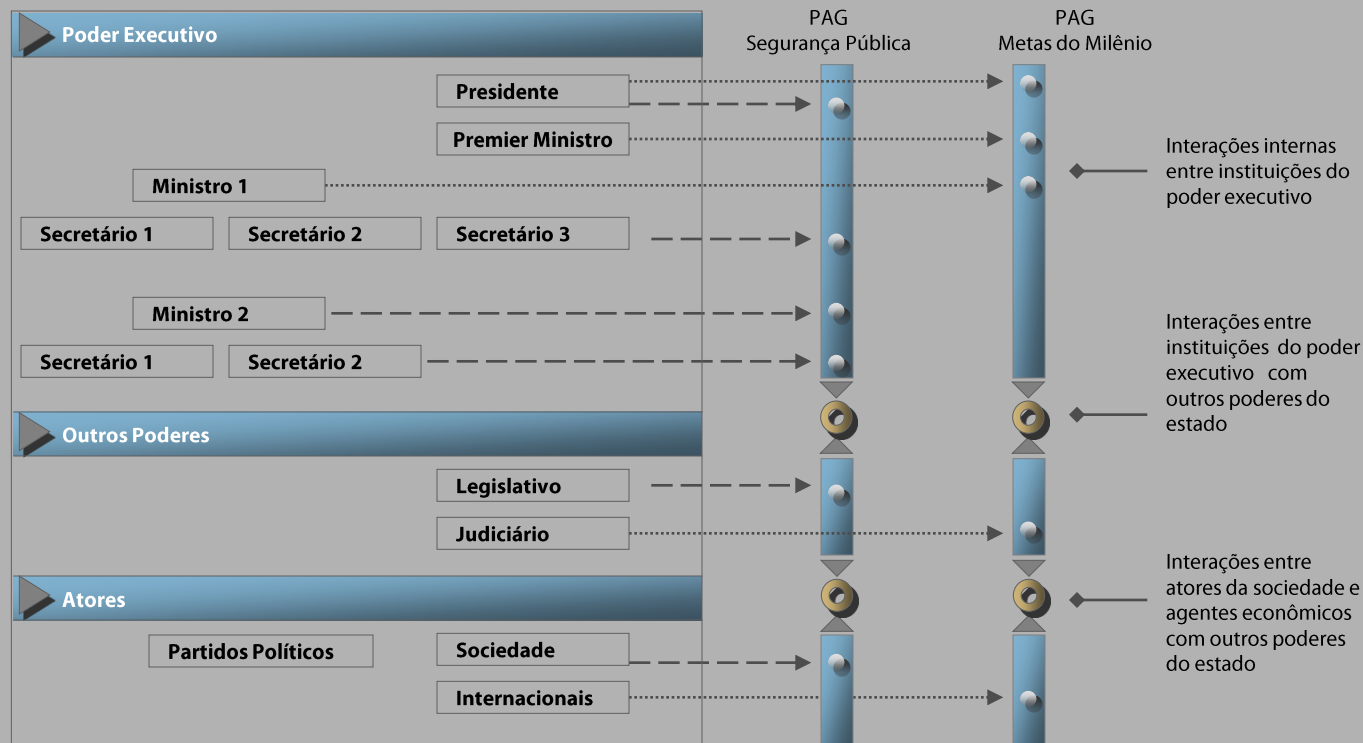 PAG
Segurança Pública
PAG
Metas do Milênio
Poder Executivo
Presidente
Premier Ministro
Ministro 1
Secretário 1
Secretário 2
Secretário 3
Ministro 2
Secretário 1
Secretário 2
Outros Poderes
Legislativo
Judiciário
Atores
Partidos Políticos
Sociedade
Internacionais
Interações internas
entre instituições do
poder executivo
Interações entre
instituições do poder
executivo com
outros poderes do
estado
Interações entre
atores da sociedade e
agentes econômicos
com outros poderes
do estado